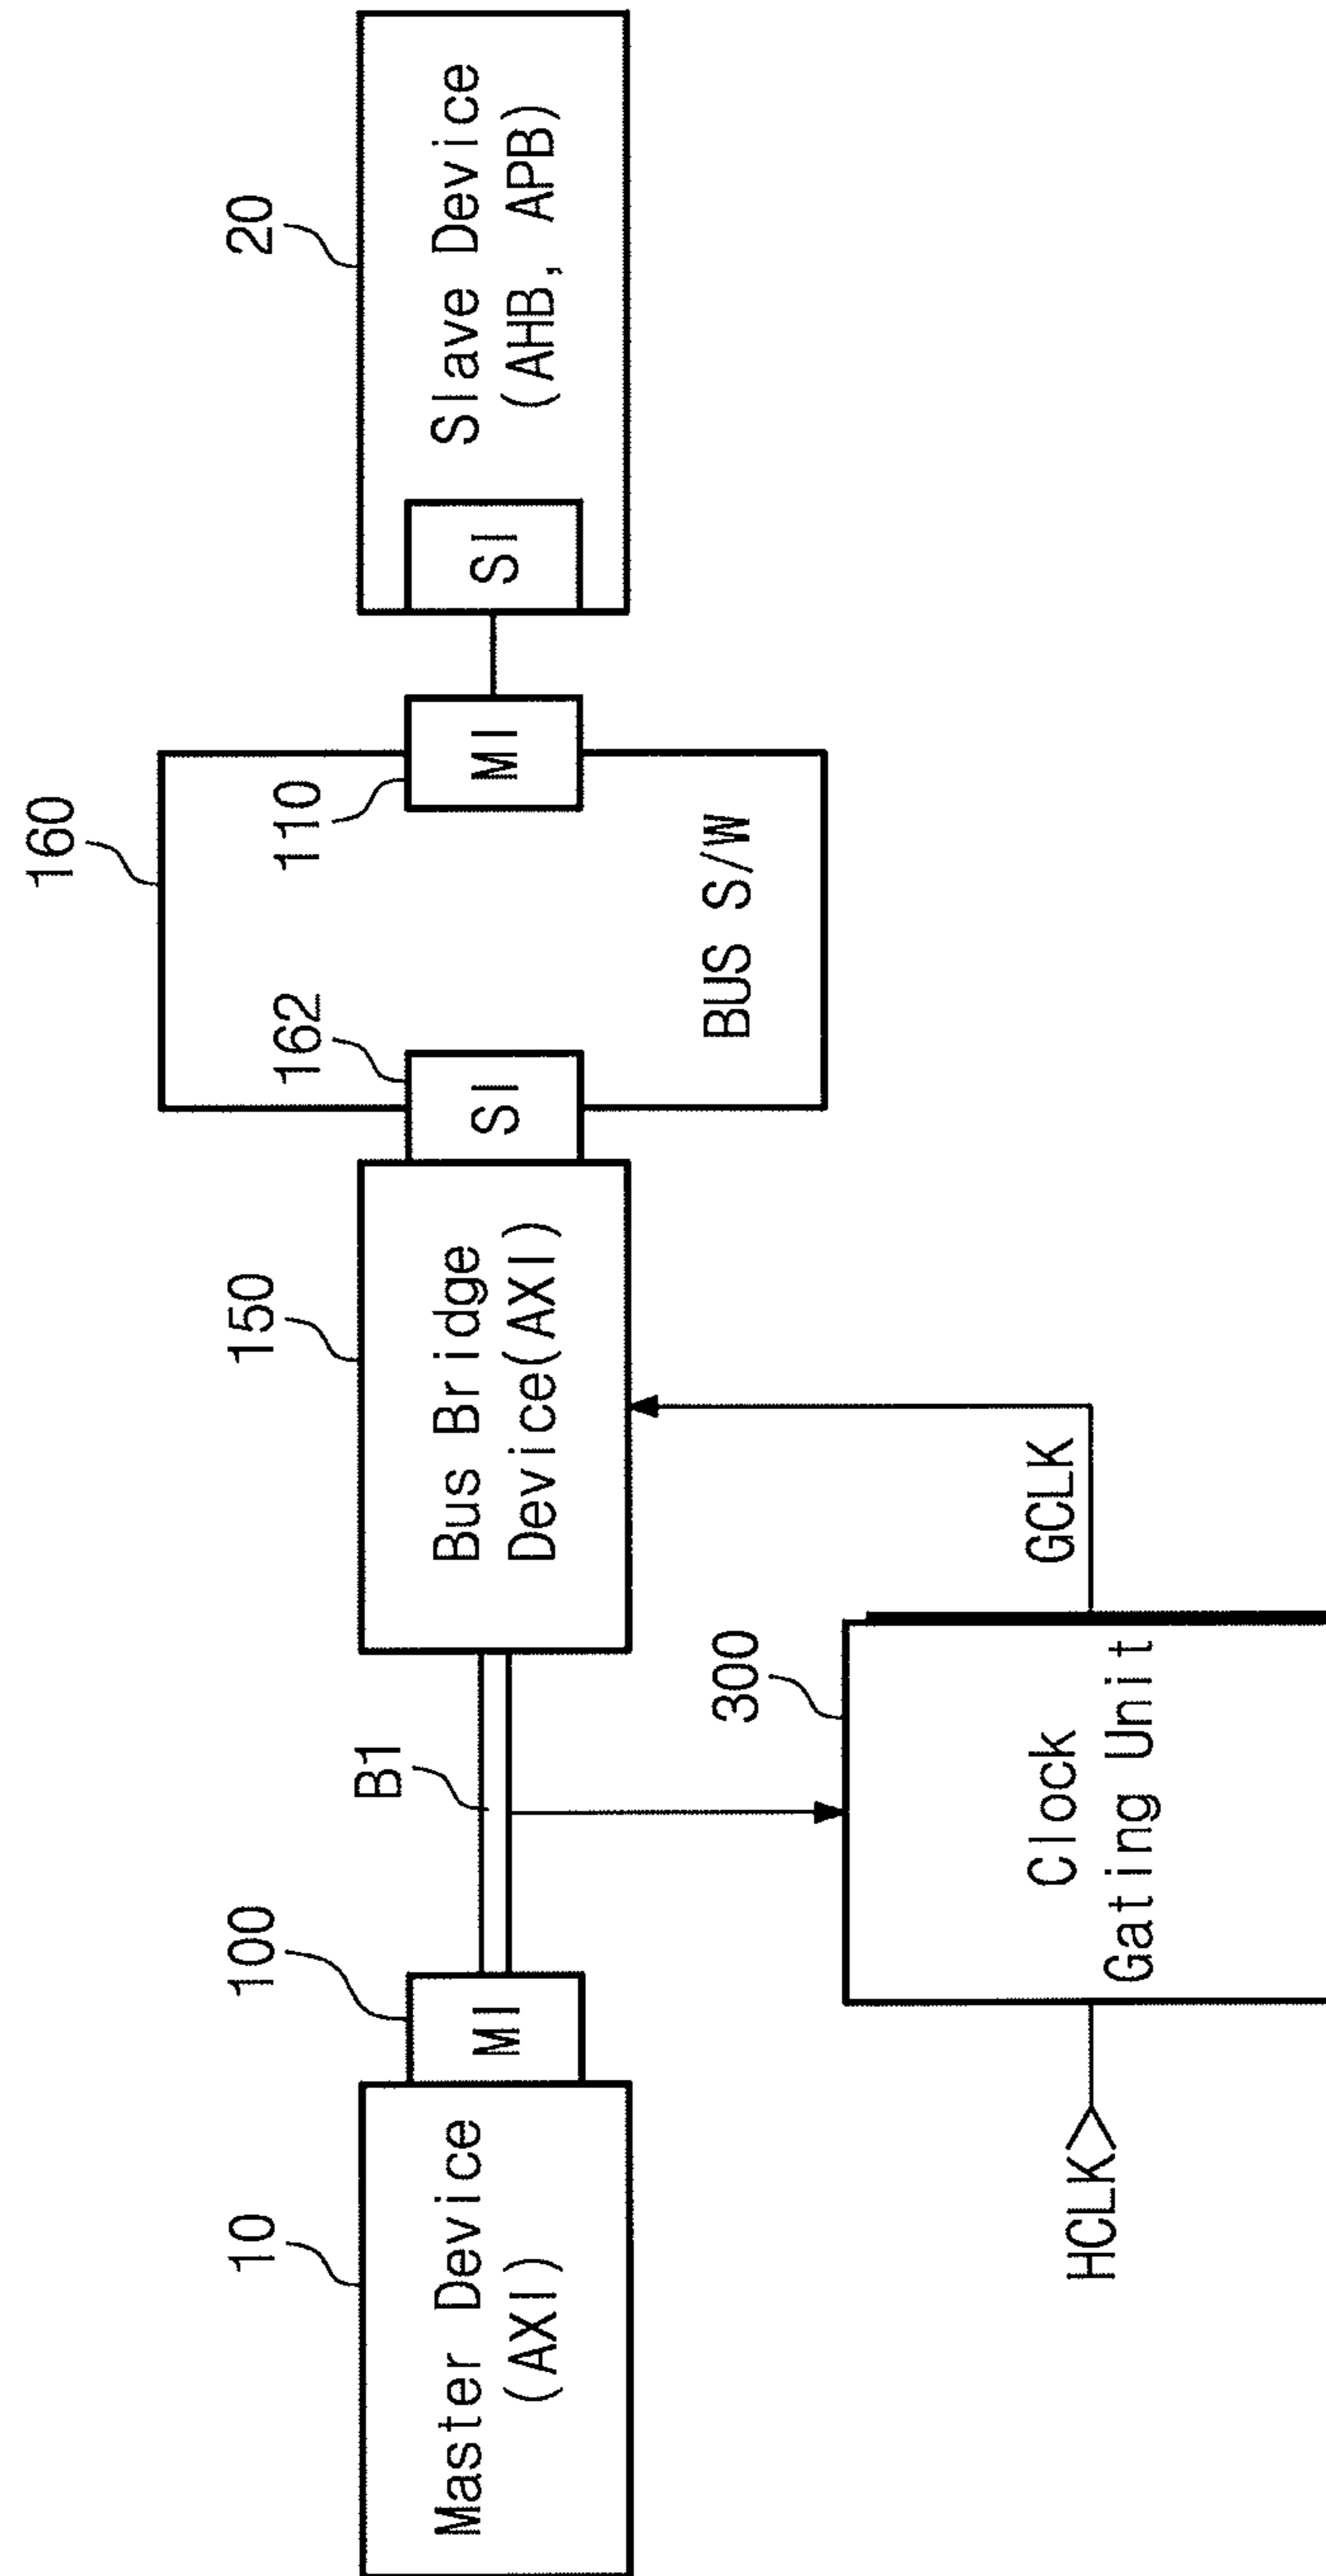 160
10
100
150
162
110
20
B1
Master Device
(AXI)
MI
Bus Bridge
Device(AXI)
SI
MI
SI
Slave Device
(AHB, APB)
BUS S/W
300
HCLK
Clock
Gating Unit
GCLK